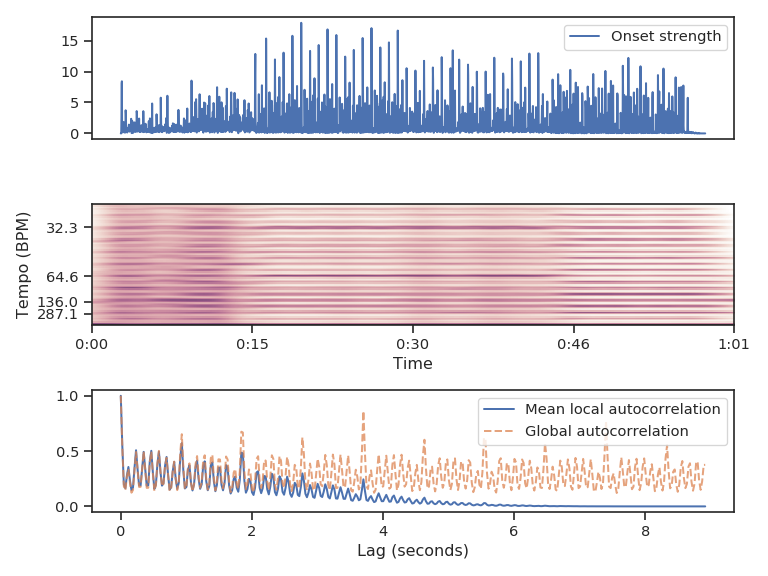 15
10
5
0
Onset strength
Tempo (BPM)
32.3
64.6
136.0
287.1
0:00 0:15 0:30 0:46 1:01
Time
1.0
0.5
0.0
Mean local autocorrelation
Global autocorrelation
0 2 4 6 8
Lag (seconds)